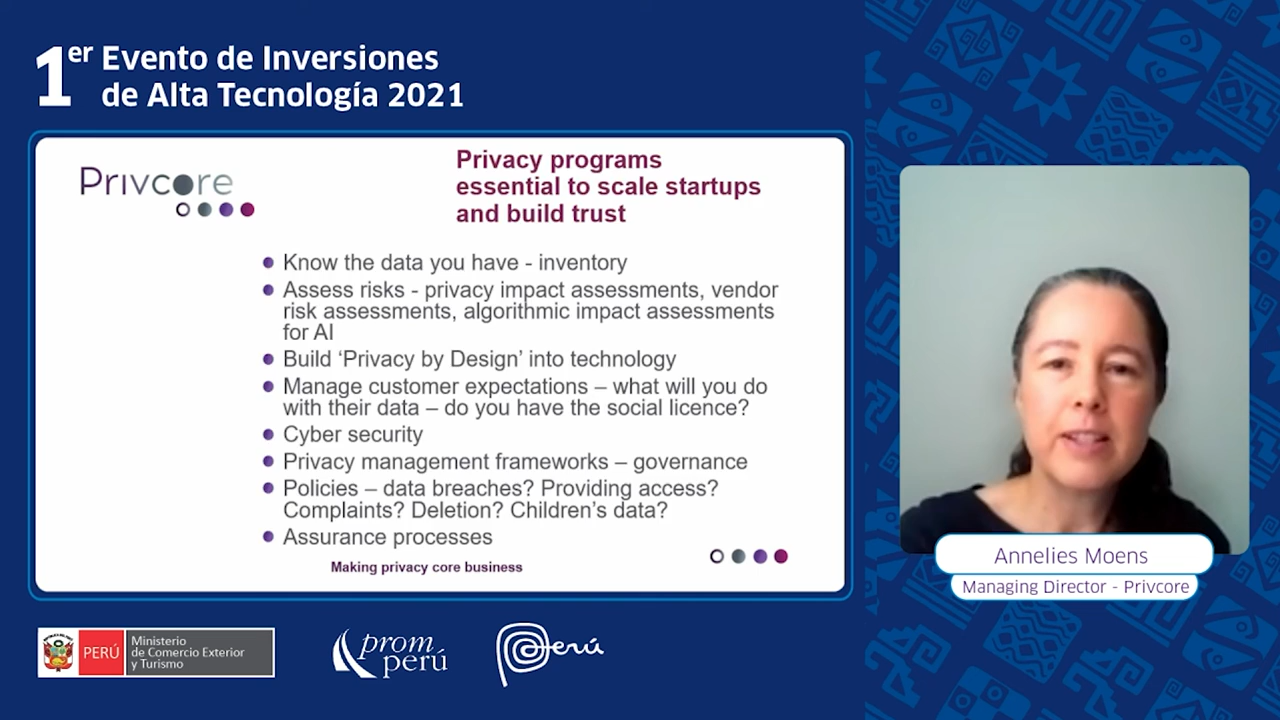 1er Evento de Inversiones
de Alta Tecnología 2021
Privcore
Privacy programs
essential to scale startups
and build trust
Know the data you have - inventory
Assess risks - privacy impact assessments, vendor
risk assessments, algorithmic impact assessments
for AI
Build ‘Privacy by Design’ into technology
Manage customer expectations – what will you do
with their data – do you have the social licence?
Cyber security
Privacy management frameworks – governance
Policies – data breaches? Providing access?
Complaints? Deletion? Children’s data?
Assurance processes
Making privacy core business
Annelies Moens
Managing Director - Privcore
PERÚ
Ministerio
de Comercio Exterior
y Turismo
prom
perú
Perú